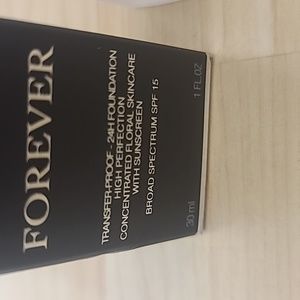 FOREVER
TRANSFER-PROOF - 24H FOUNDATION
HIGH PERFECTION
CONCENTRATED FLORAL SKINCARE
WITH SUNSCREEN
BROAD SPECTRUM SPF 15
30 ml
1 FL.OZ